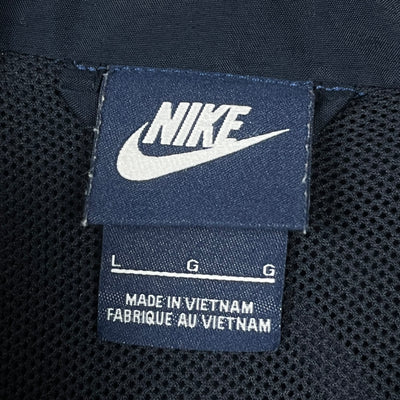 NIKE
L G G
MADE IN VIETNAM
FABRIQUE AU VIETNAM